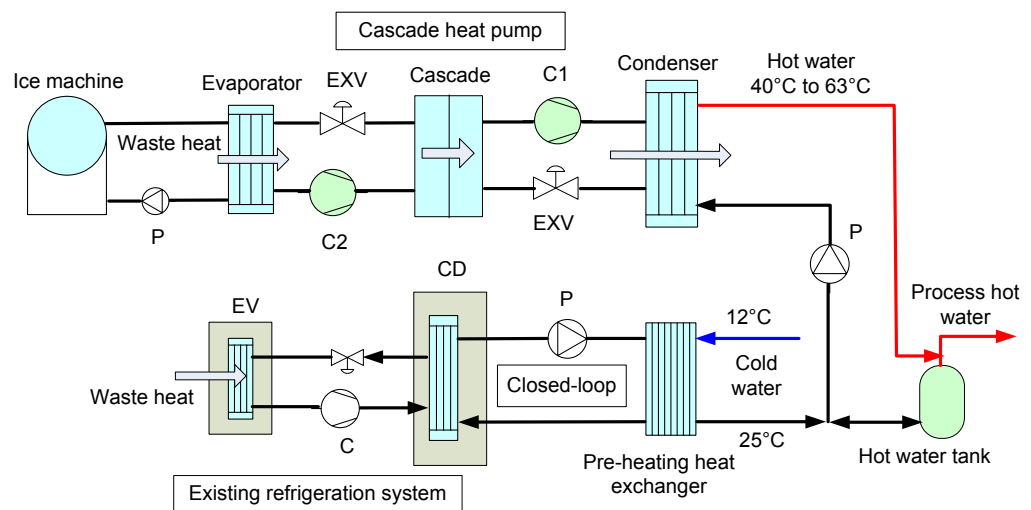 Cascade heat pump
Ice machine
Evaporator
EXV
Cascade
C1
Condenser
Hot water
40°C to 63°C
Waste heat
P
C2
EXV
P
EV
CD
P
12°C
Cold
water
Process hot
water
Waste heat
C
Closed-loop
25°C
Hot water tank
Pre-heating heat
exchanger
Existing refrigeration system